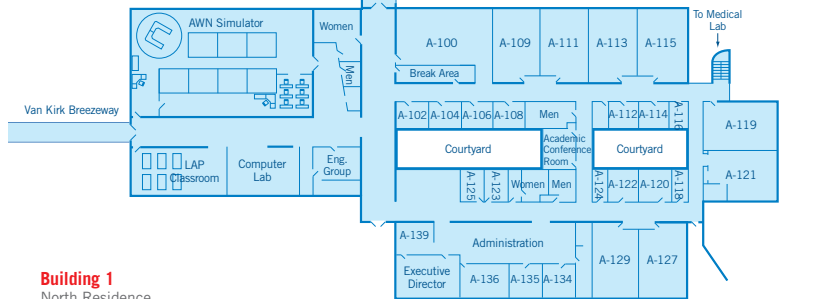 To Medical
Lab
AWN Simulator
Women
Men
A-100
A-109
A-111
A-113
A-115
Break Area
Van Kirk Breezeway
A-102
A-104
A-106
A-108
Men
A-112
A-114
A-116
A-119
Courtyard
Academic
Conference
Room
Courtyard
LAP
Classroom
Computer
Lab
Eng.
Group
A-125
A-123
Women
Men
A-124
A-122
A-120
A-118
A-121
A-139
Administration
Executive
Director
A-136
A-135
A-134
A-129
A-127
Building 1
North Residence